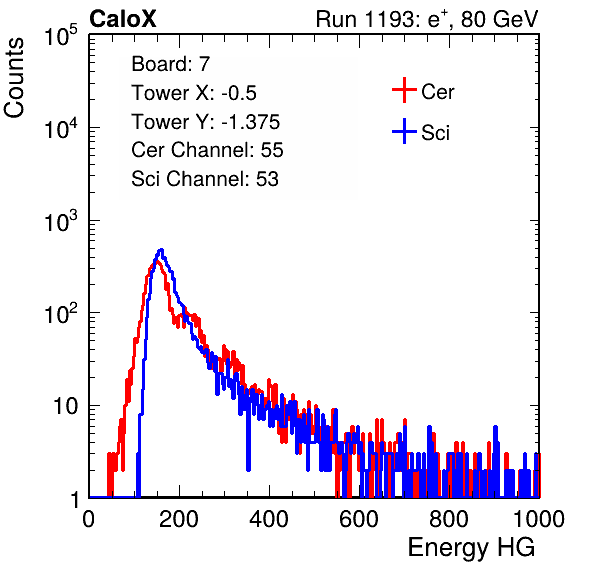 CaloX Run 1193: e⁺, 80 GeV
Board: 7
Tower X: -0.5
Tower Y: -1.375
Cer Channel: 55
Sci Channel: 53
Cer
Sci
Counts
10⁵
10⁴
10³
10²
10
1
0 200 400 600 800 1000
Energy HG